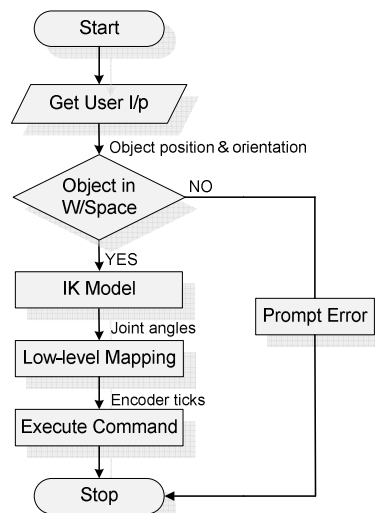 Start
Get User I/p
Object position & orientation
Object in
W/Space
NO
YES
IK Model
Prompt Error
Joint angles
Low-level Mapping
Encoder ticks
Execute Command
Stop